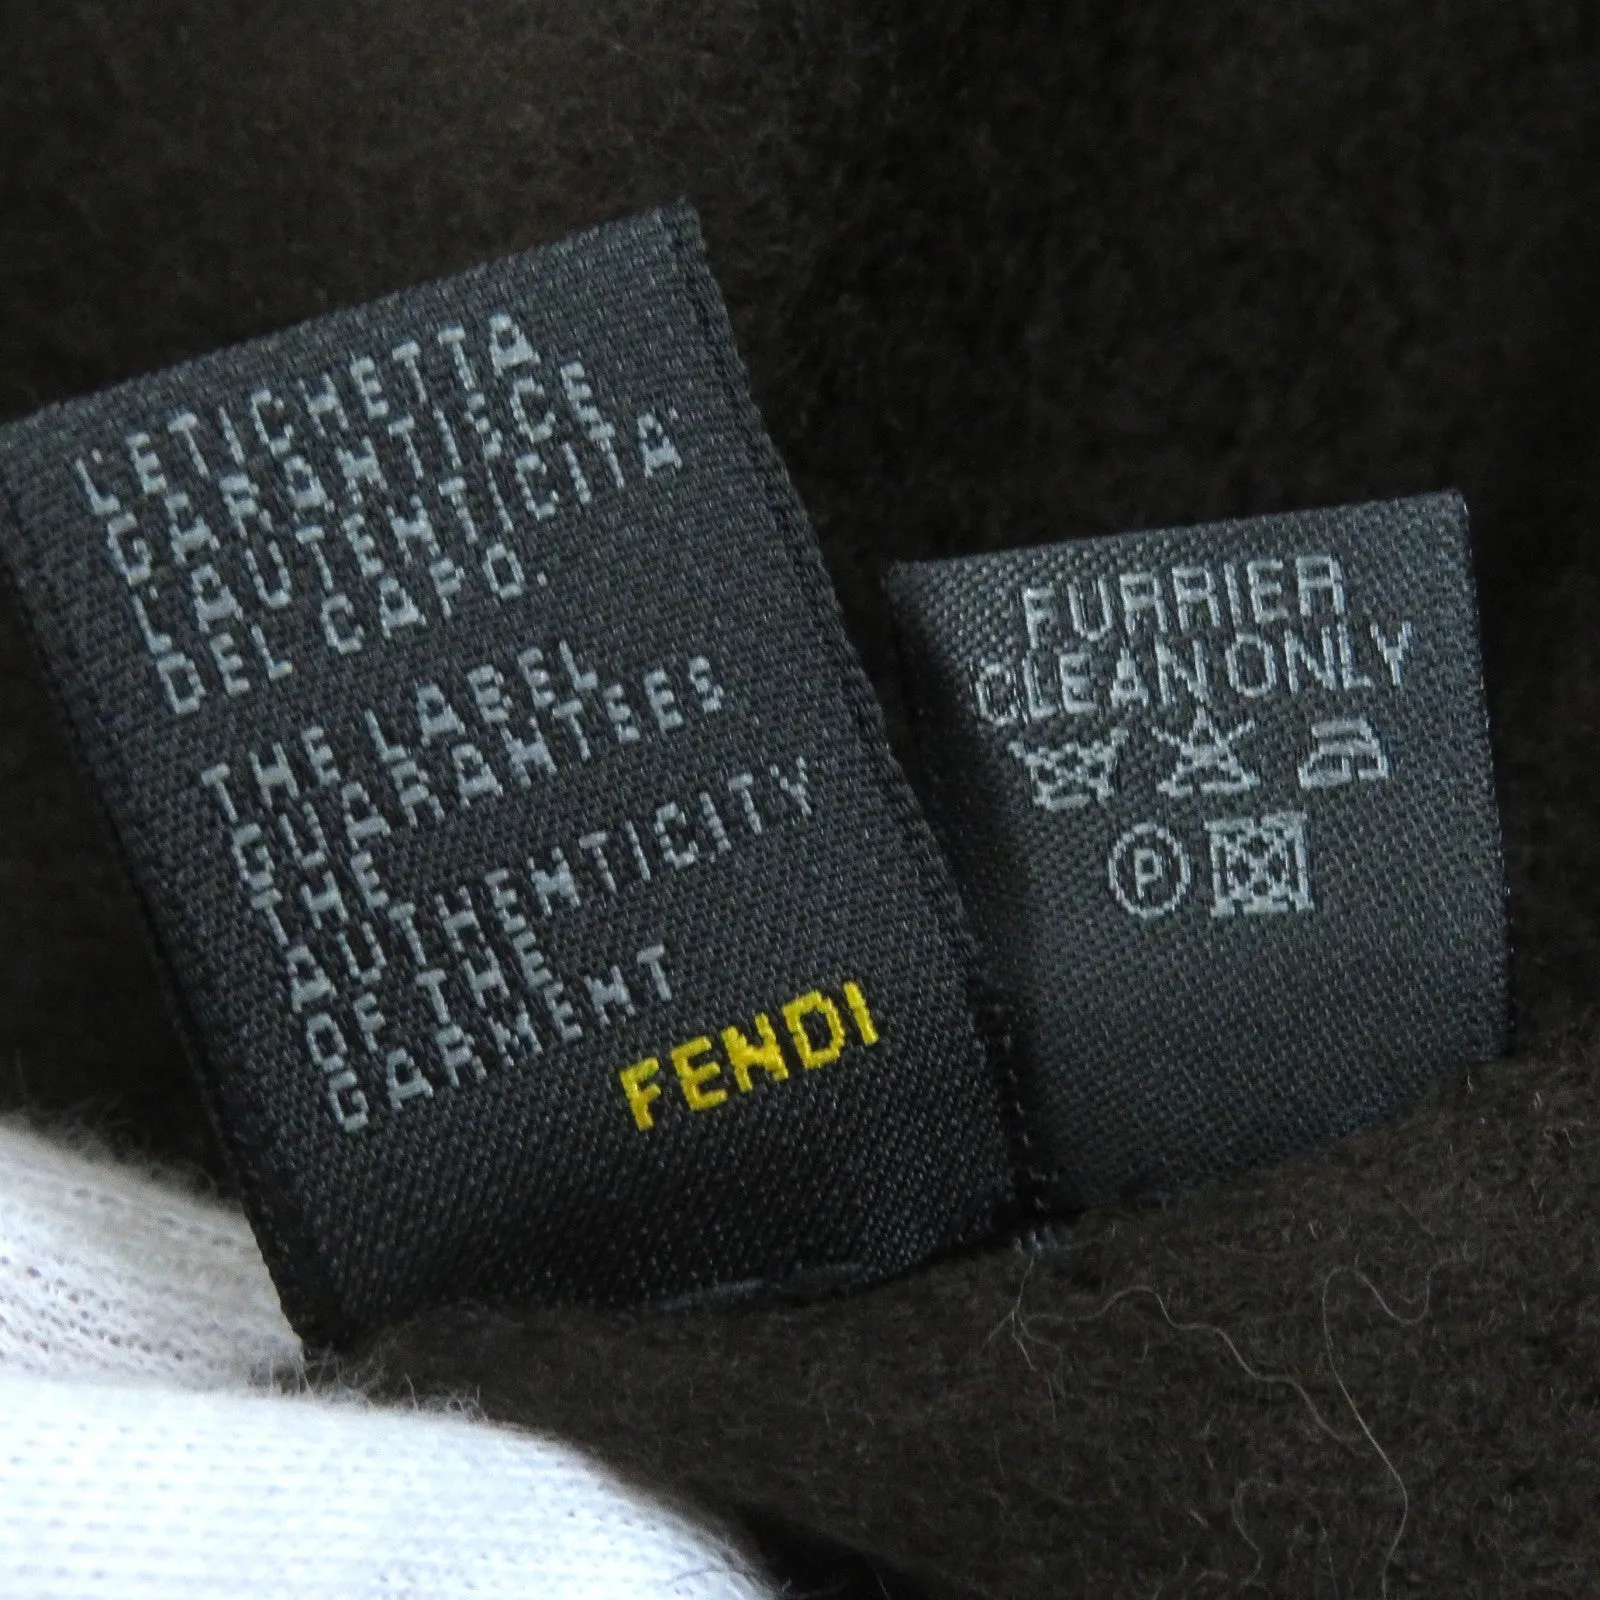 L'ETICHETTA
GARANTISCE
L'AUTENTICITA'
DEL CAPO.
THE LABEL
GUARANTEES
THE
AUTHENTICITY
OF THE
GARMENT
FENDI
FURRIER
CLEAN ONLY
P